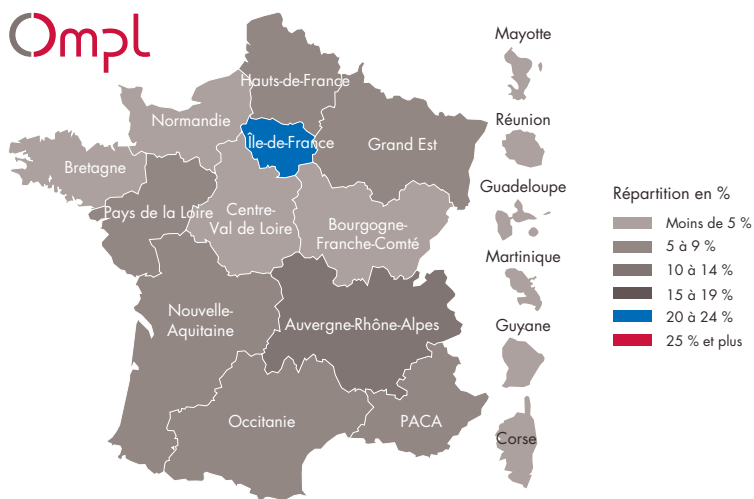 Ompl
Hauts-de-France
Normandie
Île-de-France
Grand Est
Bretagne
Pays de la Loire
Centre-
Val de Loire
Bourgogne-
Franche-Comté
Nouvelle-
Aquitaine
Auvergne-Rhône-Alpes
Occitanie
PACA
Mayotte
Réunion
Guadeloupe
Martinique
Guyane
Corse
Répartition en %
Moins de 5 %
5 à 9 %
10 à 14 %
15 à 19 %
20 à 24 %
25 % et plus